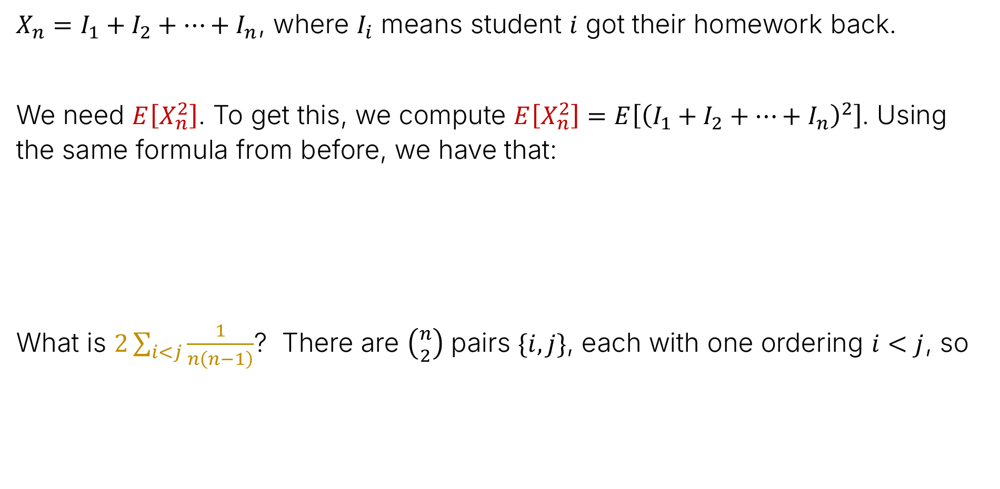 $X_n = I_1 + I_2 + \cdots + I_n$, where $I_i$ means student $i$ got their homework back.
We need $E[X_n^2]$. To get this, we compute $E[X_n^2] = E[(I_1 + I_2 + \cdots + I_n)^2]$. Using
the same formula from before, we have that:
What is $2 \sum_{i<j} \frac{1}{n(n-1)}$? There are $\binom{n}{2}$ pairs $\{i, j\}$, each with one ordering $i < j$, so